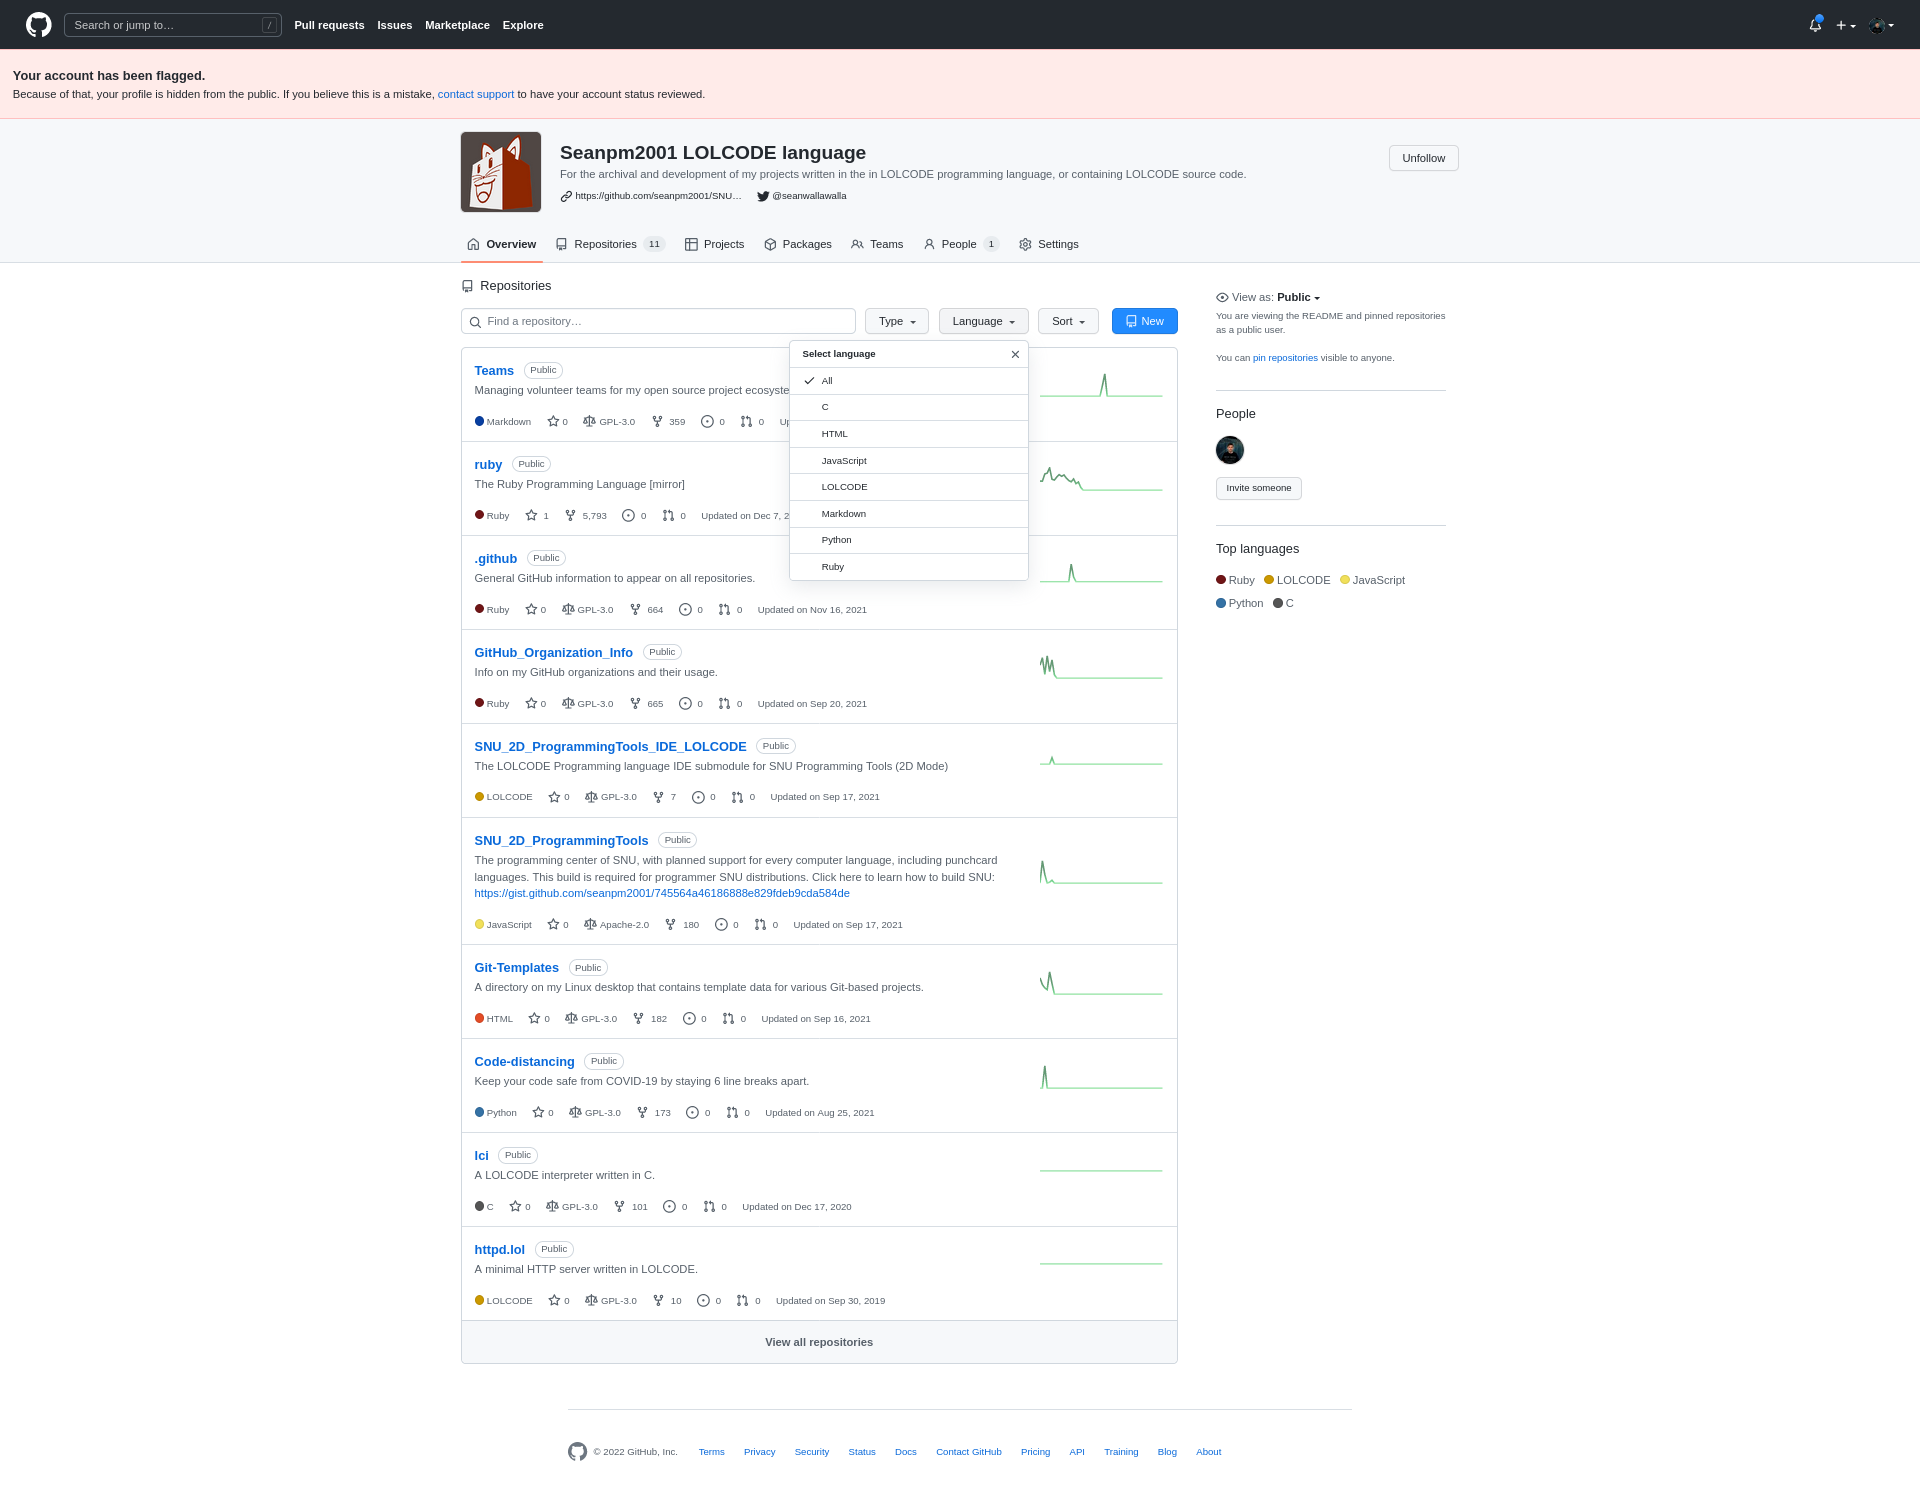 Search or jump to…
/
Pull requests Issues Marketplace Explore
Your account has been flagged.
Because of that, your profile is hidden from the public. If you believe this is a mistake, contact support to have your account status reviewed.
Seanpm2001 LOLCODE language
For the archival and development of my projects written in the in LOLCODE programming language, or containing LOLCODE source code.
https://github.com/seanpm2001/SNU… @seanwallawalla
Unfollow
Overview Repositories 11 Projects Packages Teams People 1 Settings
Repositories
Find a repository… Type Language Sort New
Select language
All
C
HTML
JavaScript
LOLCODE
Markdown
Python
Ruby
Teams Public
Managing volunteer teams for my open source project ecosyste
Markdown 0 GPL-3.0 359 0 0 Up
ruby Public
The Ruby Programming Language [mirror]
Ruby 1 5,793 0 0 Updated on Dec 7, 2
.github Public
General GitHub information to appear on all repositories.
Ruby 0 GPL-3.0 664 0 0 Updated on Nov 16, 2021
GitHub_Organization_Info Public
Info on my GitHub organizations and their usage.
Ruby 0 GPL-3.0 665 0 0 Updated on Sep 20, 2021
SNU_2D_ProgrammingTools_IDE_LOLCODE Public
The LOLCODE Programming language IDE submodule for SNU Programming Tools (2D Mode)
LOLCODE 0 GPL-3.0 7 0 0 Updated on Sep 17, 2021
SNU_2D_ProgrammingTools Public
The programming center of SNU, with planned support for every computer language, including punchcard
languages. This build is required for programmer SNU distributions. Click here to learn how to build SNU:
https://gist.github.com/seanpm2001/745564a46186888e829fdeb9cda584de
JavaScript 0 Apache-2.0 180 0 0 Updated on Sep 17, 2021
Git-Templates Public
A directory on my Linux desktop that contains template data for various Git-based projects.
HTML 0 GPL-3.0 182 0 0 Updated on Sep 16, 2021
Code-distancing Public
Keep your code safe from COVID-19 by staying 6 line breaks apart.
Python 0 GPL-3.0 173 0 0 Updated on Aug 25, 2021
lci Public
A LOLCODE interpreter written in C.
C 0 GPL-3.0 101 0 0 Updated on Dec 17, 2020
httpd.lol Public
A minimal HTTP server written in LOLCODE.
LOLCODE 0 GPL-3.0 10 0 0 Updated on Sep 30, 2019
View all repositories
View as: Public
You are viewing the README and pinned repositories
as a public user.
You can pin repositories visible to anyone.
People
Invite someone
Top languages
Ruby LOLCODE JavaScript
Python C
© 2022 GitHub, Inc. Terms Privacy Security Status Docs Contact GitHub Pricing API Training Blog About